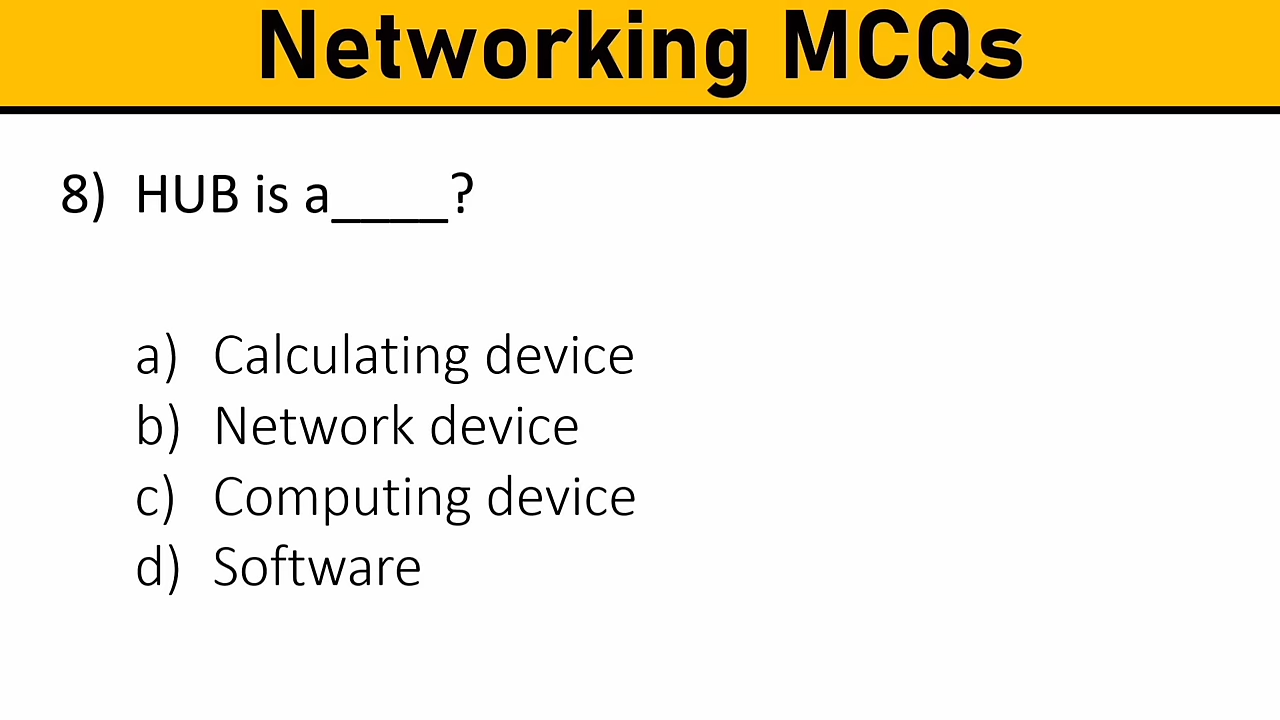 Networking MCQs
8) HUB is a____?
a) Calculating device
b) Network device
c) Computing device
d) Software